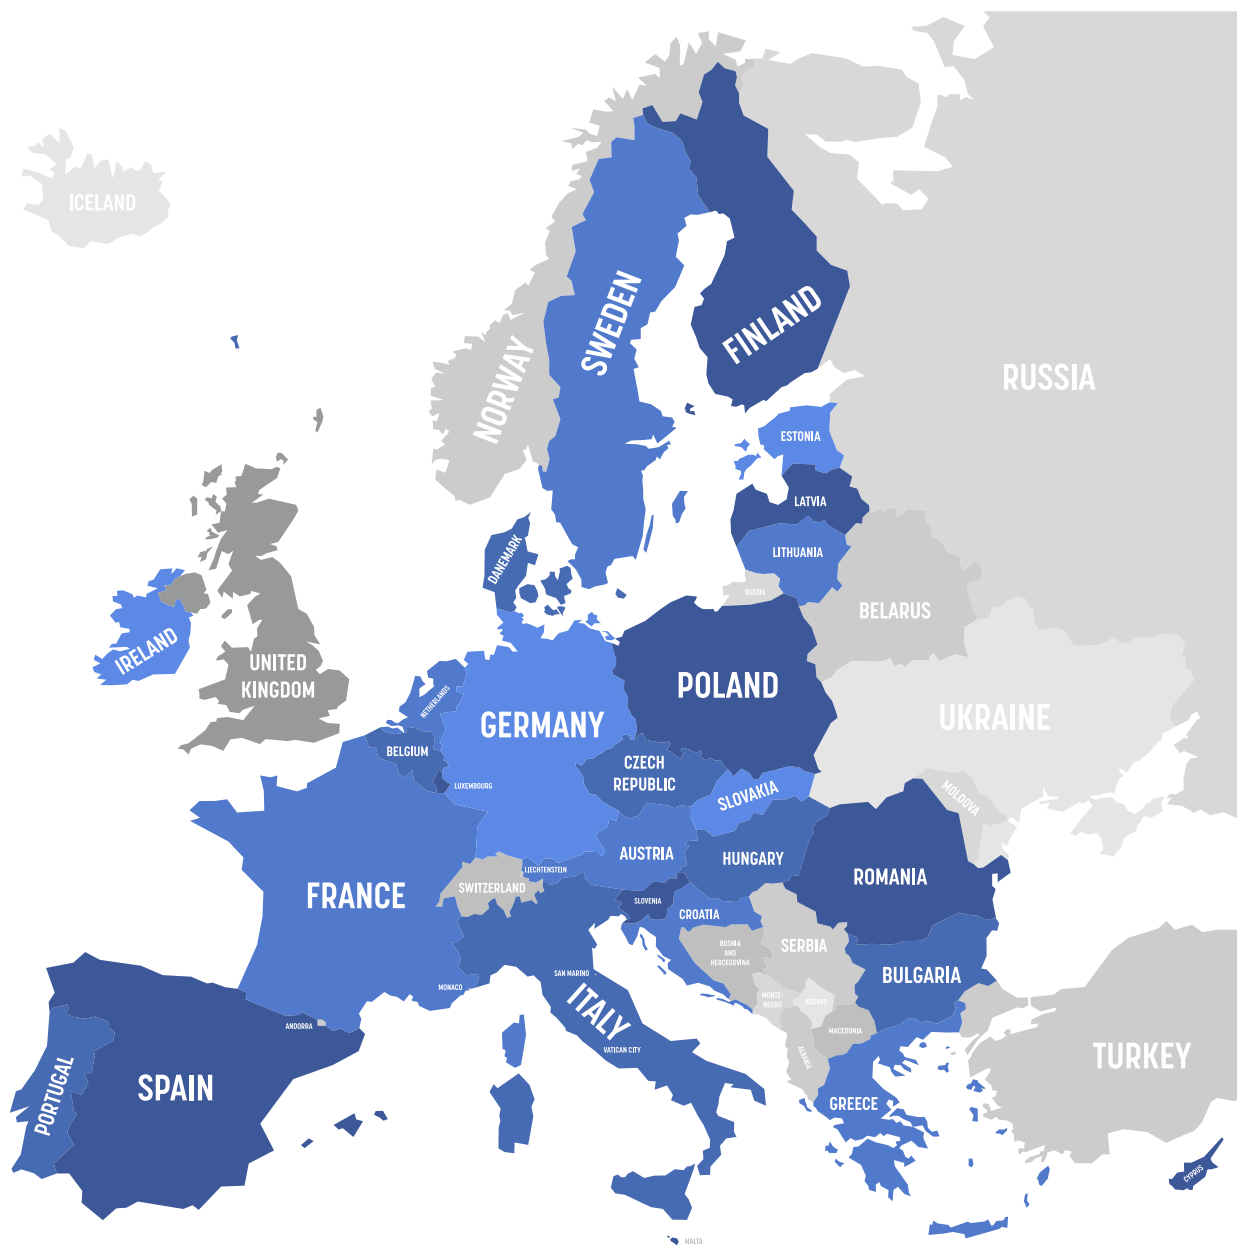 ICELAND
SWEDEN
FINLAND
NORWAY
RUSSIA
ESTONIA
LATVIA
LITHUANIA
DANEMARK
RUSSIA
BELARUS
IRELAND
UNITED
KINGDOM
NETHERLANDS
POLAND
GERMANY
UKRAINE
BELGIUM
LUXEMBOURG
CZECH
REPUBLIC
SLOVAKIA
MOLDOVA
AUSTRIA
HUNGARY
FRANCE
SWITZERLAND
LIECHTENSTEIN
ROMANIA
SLOVENIA
CROATIA
BOSNIA
AND
HERCEGOVINA
SERBIA
BULGARIA
MONACO
SAN MARINO
ITALY
VATICAN CITY
MONTE-
NEGRO
KOSOVO
MACEDONIA
ALBANIA
ANDORRA
SPAIN
PORTUGAL
GREECE
TURKEY
CYPRUS
MALTA